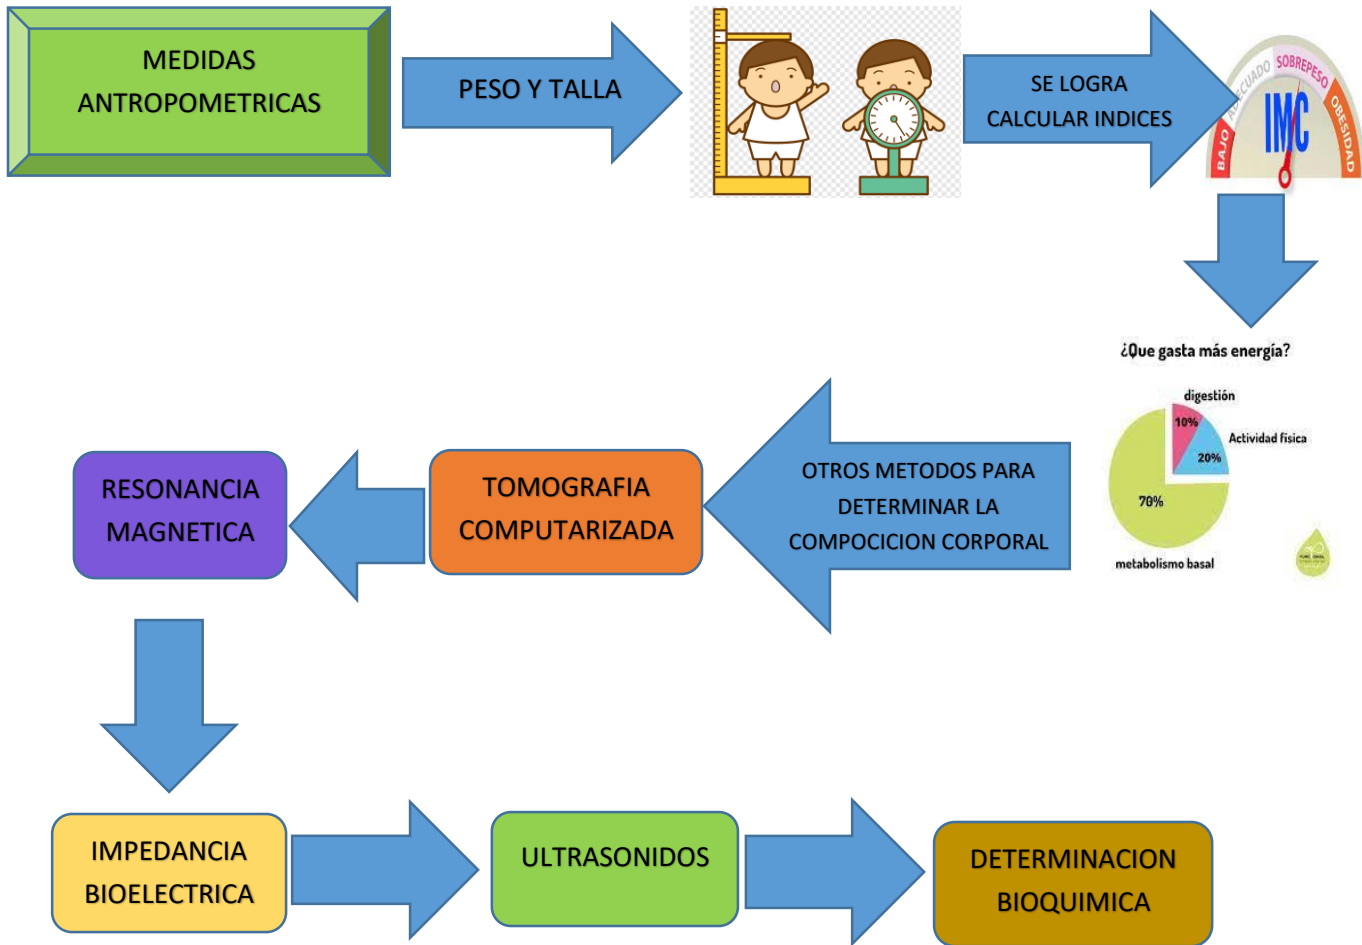 MEDIDAS
ANTROPOMETRICAS
PESO Y TALLA
SE LOGRA
CALCULAR INDICES
BAJO
ADECUADO
SOBREPESO
OBESIDAD
IMC
¿Que gasta más energía?
digestión
10%
Actividad física
20%
70%
metabolismo basal
OTROS METODOS PARA
DETERMINAR LA
COMPOCICION CORPORAL
TOMOGRAFIA
COMPUTARIZADA
RESONANCIA
MAGNETICA
IMPEDANCIA
BIOELECTRICA
ULTRASONIDOS
DETERMINACION
BIOQUIMICA